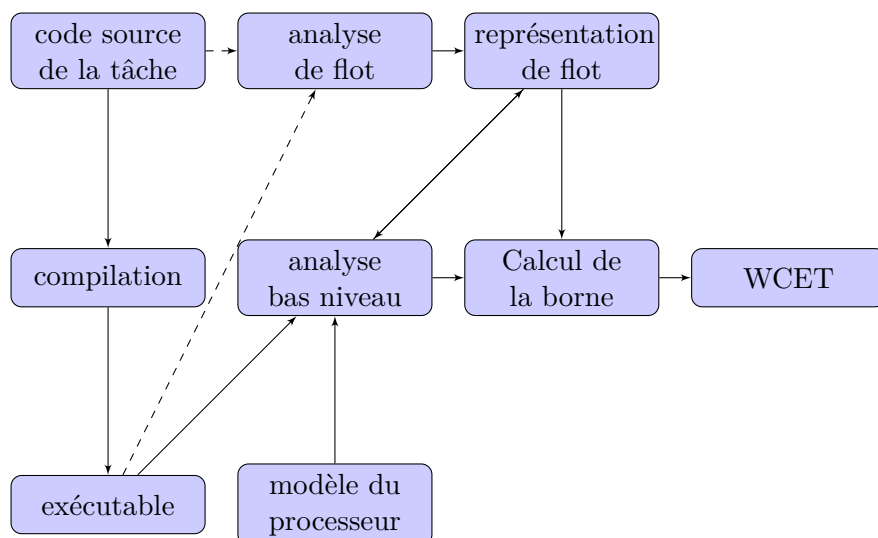 code source
de la tâche
analyse
de flot
représentation
de flot
compilation
analyse
bas niveau
Calcul de
la borne
WCET
exécutable
modèle du
processeur